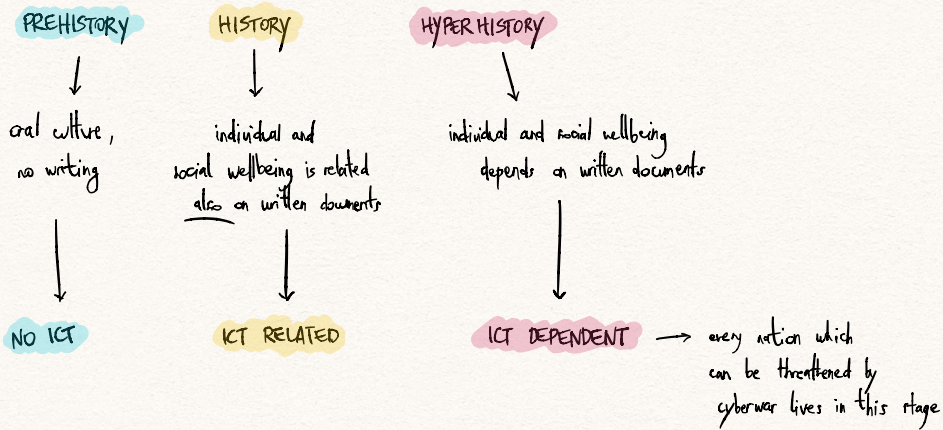 PREHISTORY
oral culture,
no writing
NO ICT
HISTORY
individual and
social wellbeing is related
also on written documents
ICT RELATED
HYPERHISTORY
individual and social wellbeing
depends on written documents
ICT DEPENDENT
every nation which
can be threatened by
cyberwar lives in this stage